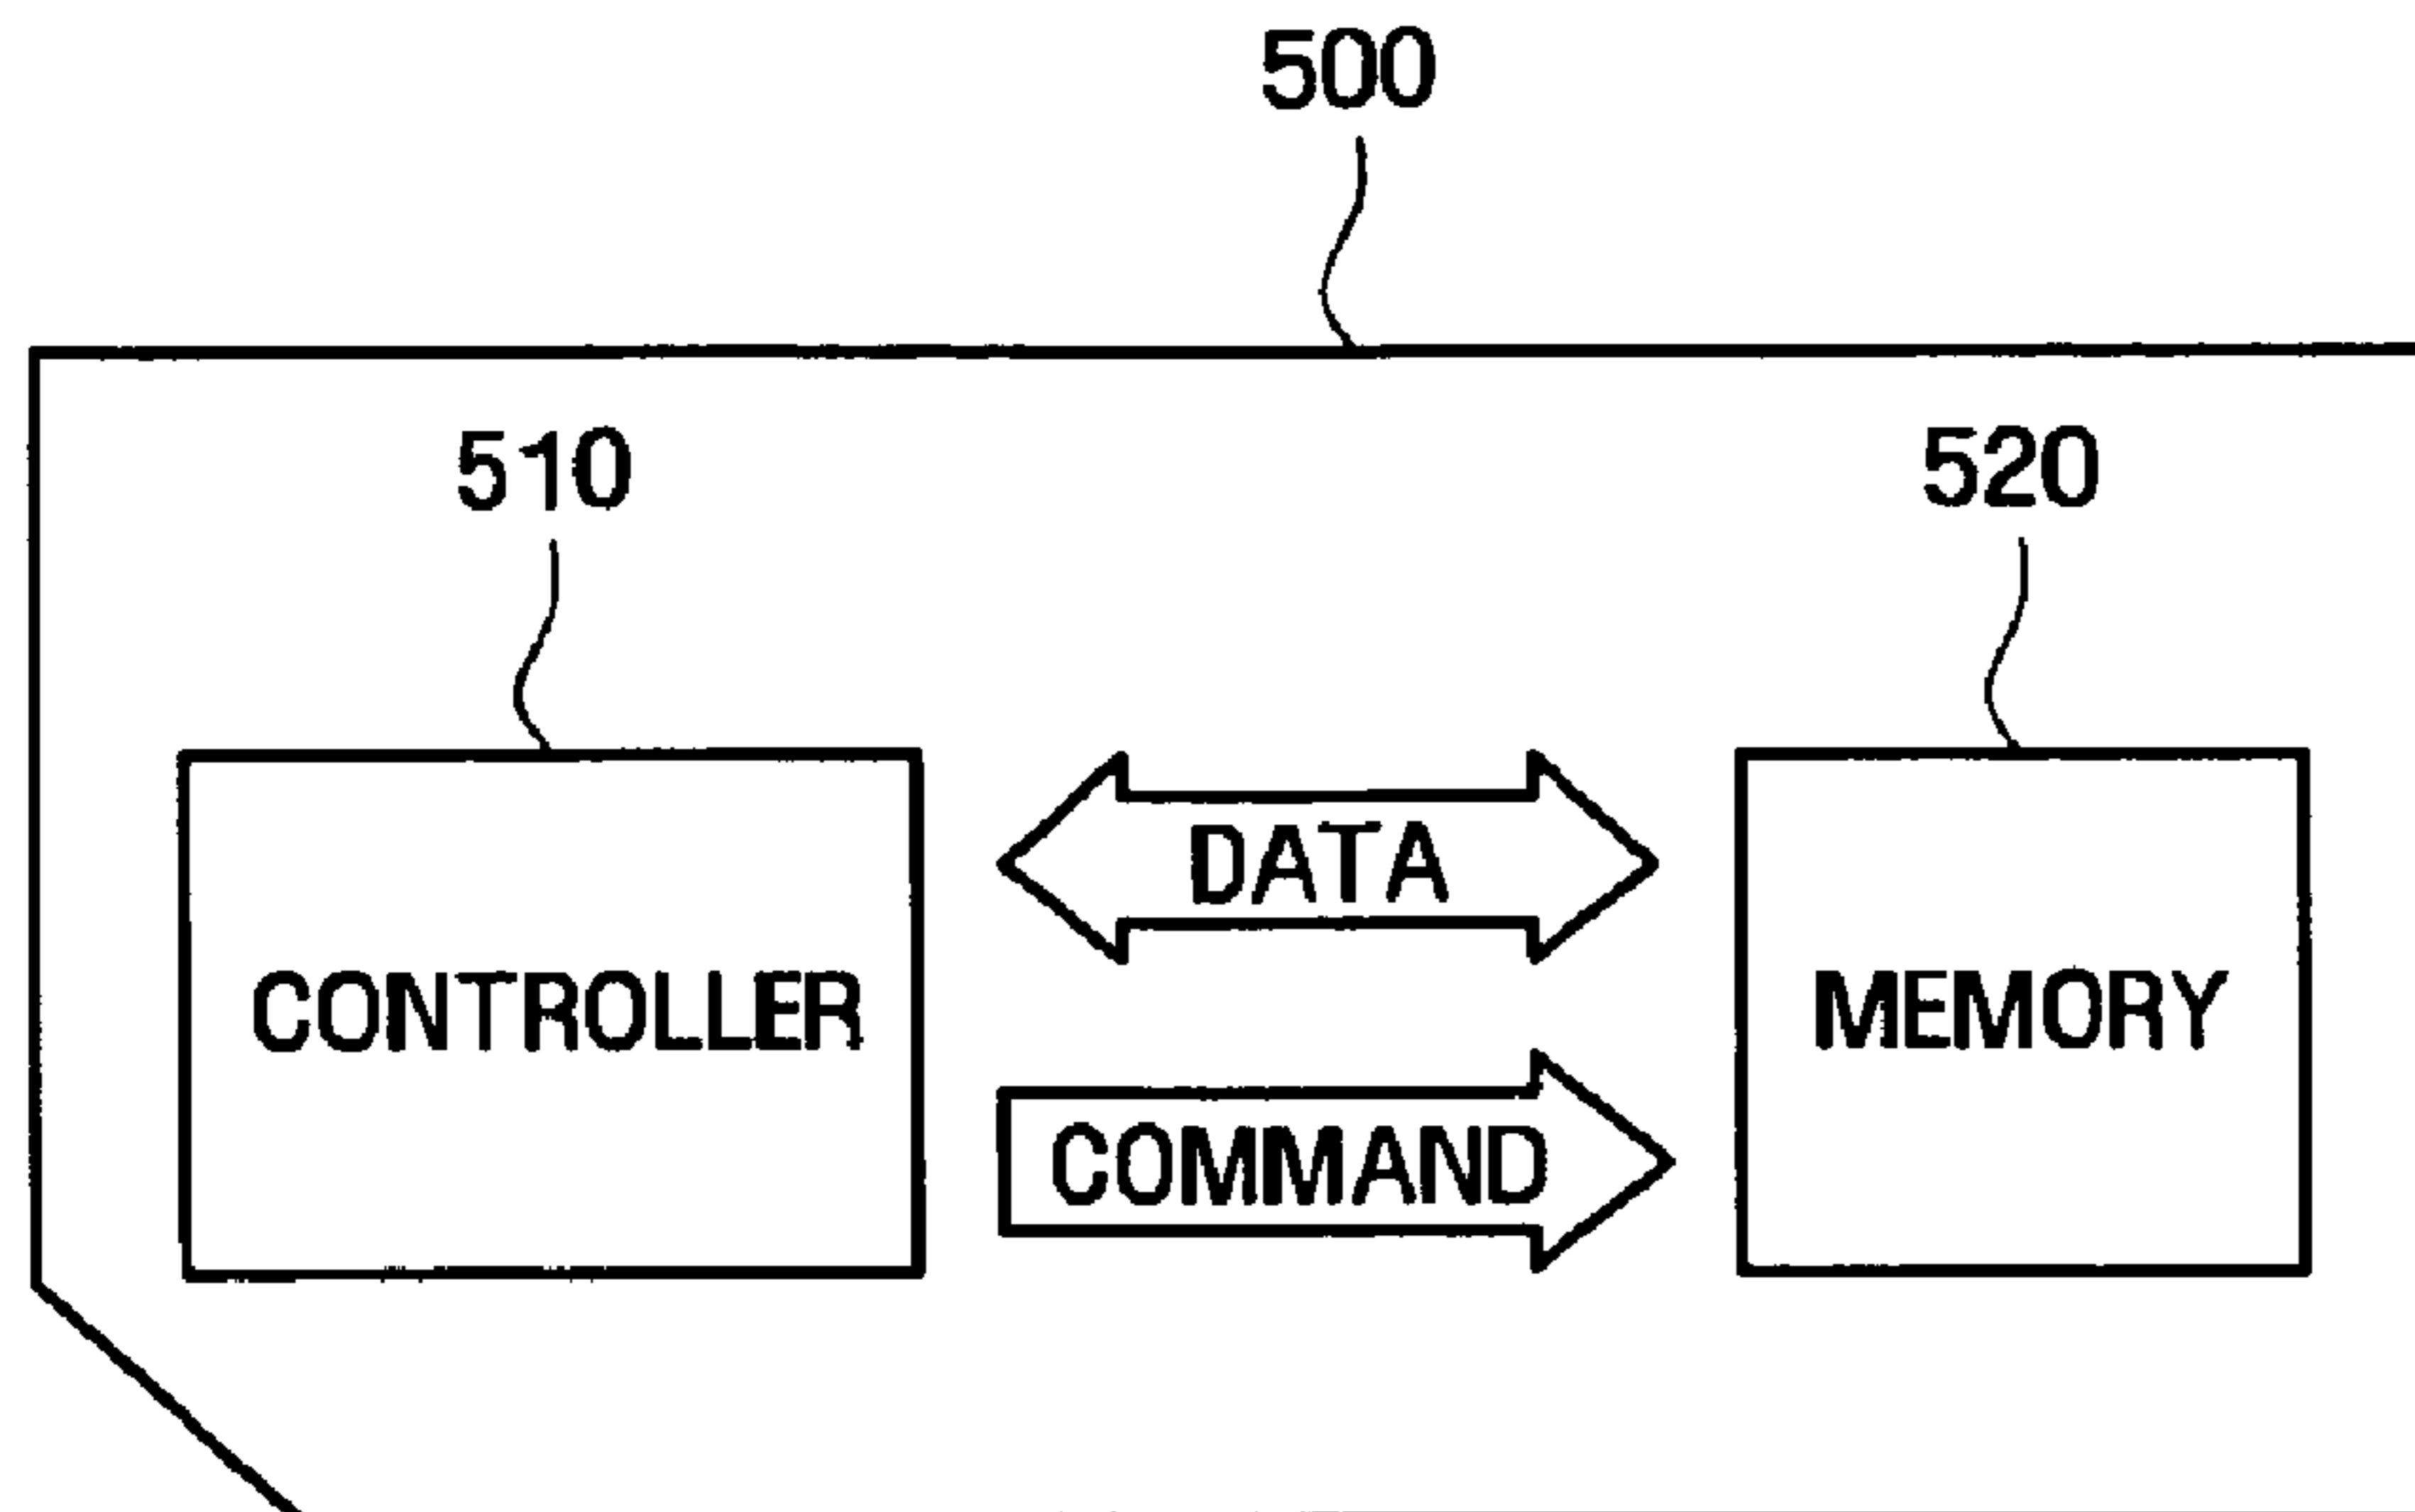 500
510
520
DATA
CONTROLLER
MEMORY
COMMAND